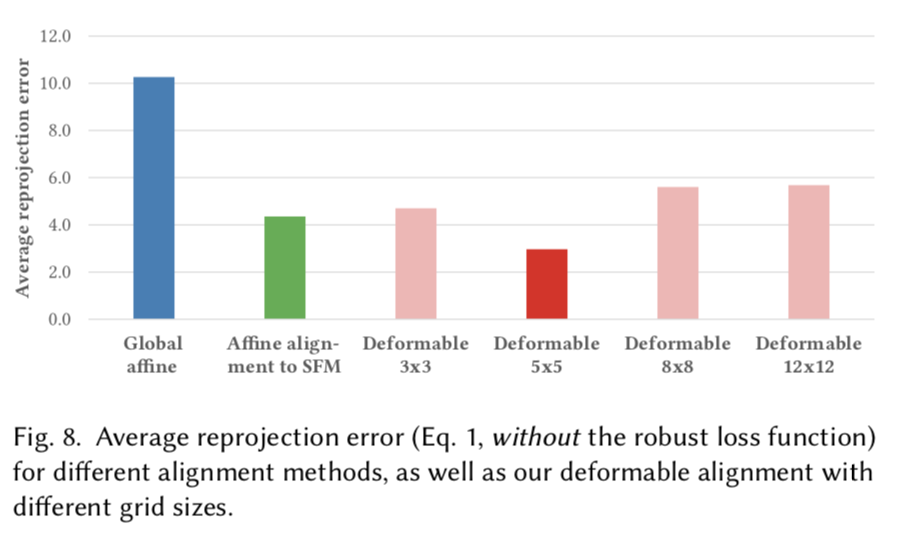 12.0
10.0
8.0
6.0
4.0
2.0
0.0
Average reprojection error
Global affine
Affine align-
ment to SFM
Deformable
3x3
Deformable
5x5
Deformable
8x8
Deformable
12x12
Fig. 8. Average reprojection error (Eq. 1, without the robust loss function)
for different alignment methods, as well as our deformable alignment with
different grid sizes.